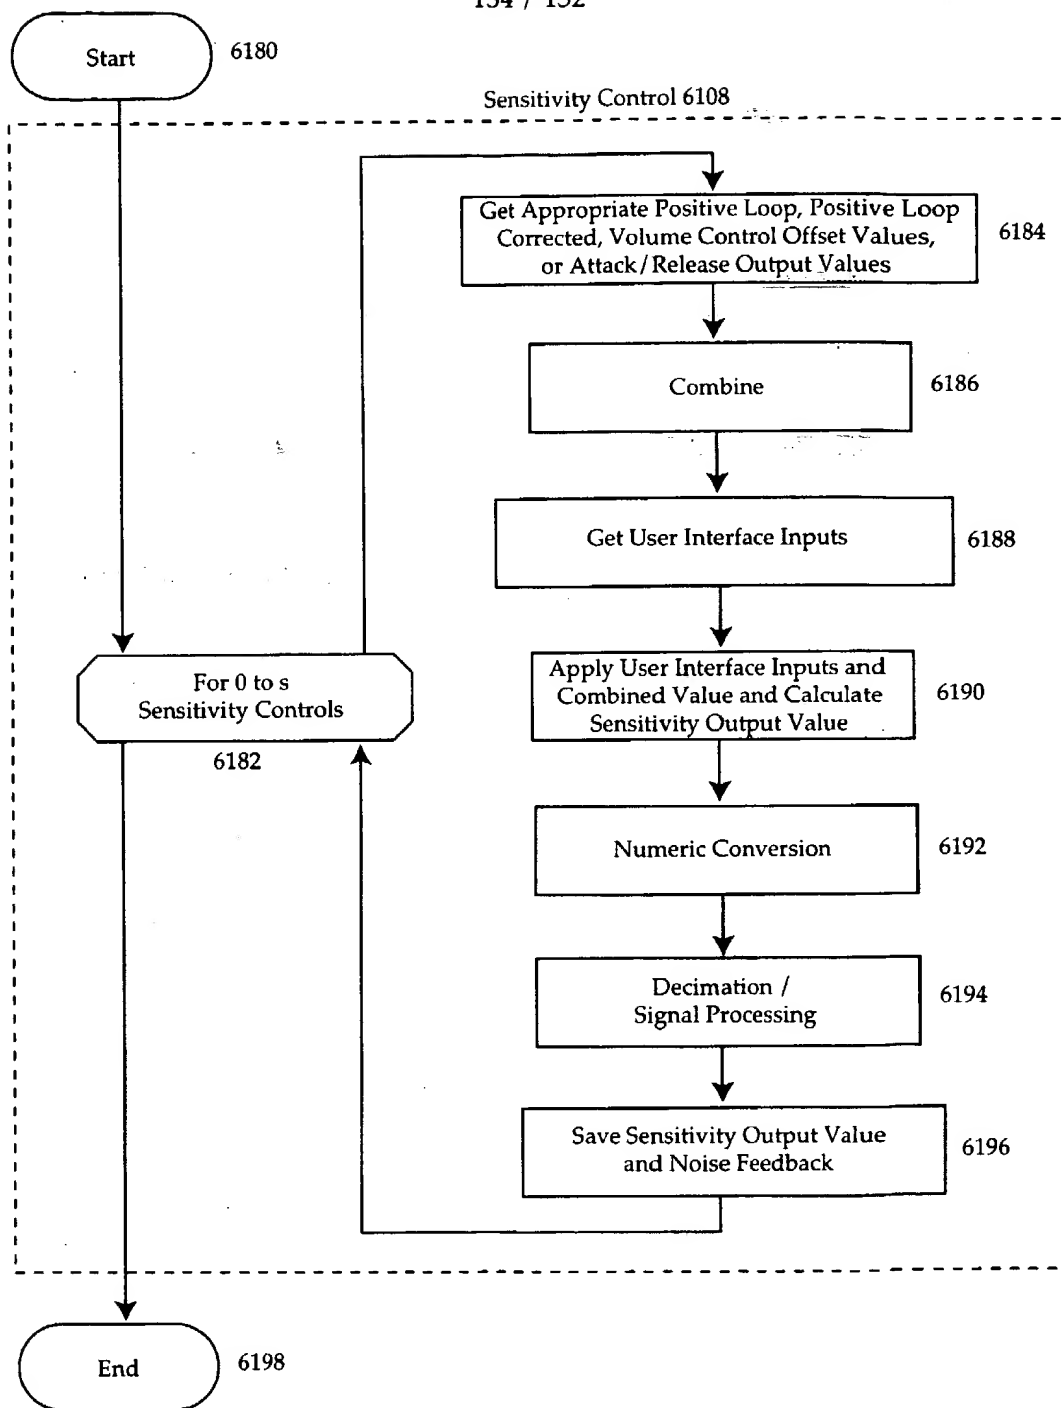 Start
6180
Sensitivity Control 6108
Get Appropriate Positive Loop, Positive Loop
Corrected, Volume Control Offset Values,
or Attack/Release Output Values
6184
Combine
6186
Get User Interface Inputs
6188
For 0 to s
Sensitivity Controls
6182
Apply User Interface Inputs and
Combined Value and Calculate
Sensitivity Output Value
6190
Numeric Conversion
6192
Decimation /
Signal Processing
6194
Save Sensitivity Output Value
and Noise Feedback
6196
End
6198